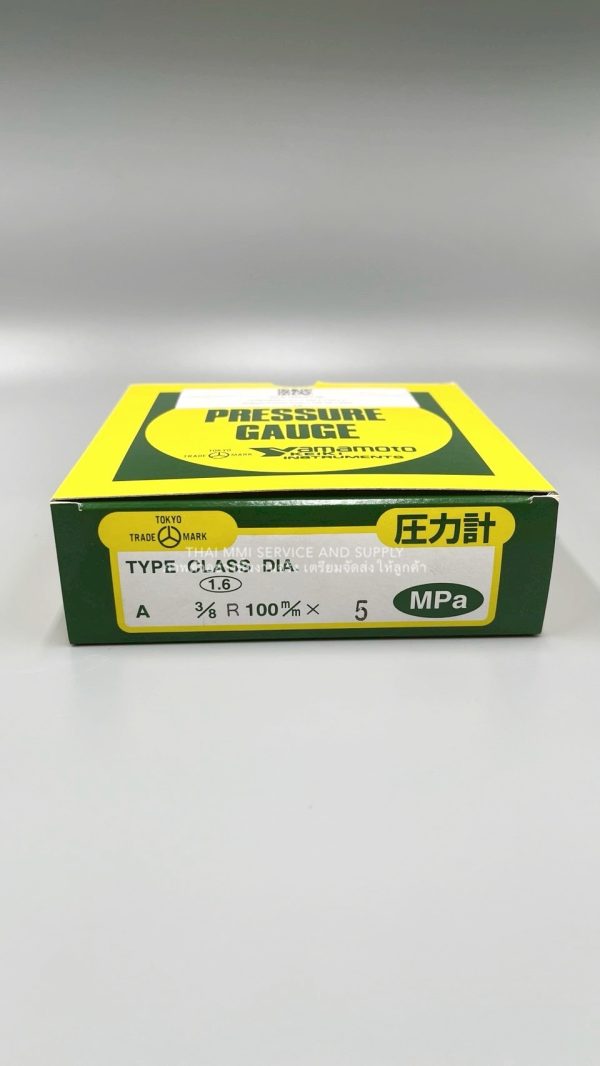 PRESSURE
GAUGE
TOKYO
TRADE MARK
Yamamoto
KEIKI
INSTRUMENTS
TOKYO
TRADE MARK
圧力計
THAI MMI SERVICE AND SUPPLY
TYPE CLASS DIA.
เตรียมจัดส่งให้ลูกค้า
1.6
A 3/8 R 100 m/m × 5 MPa